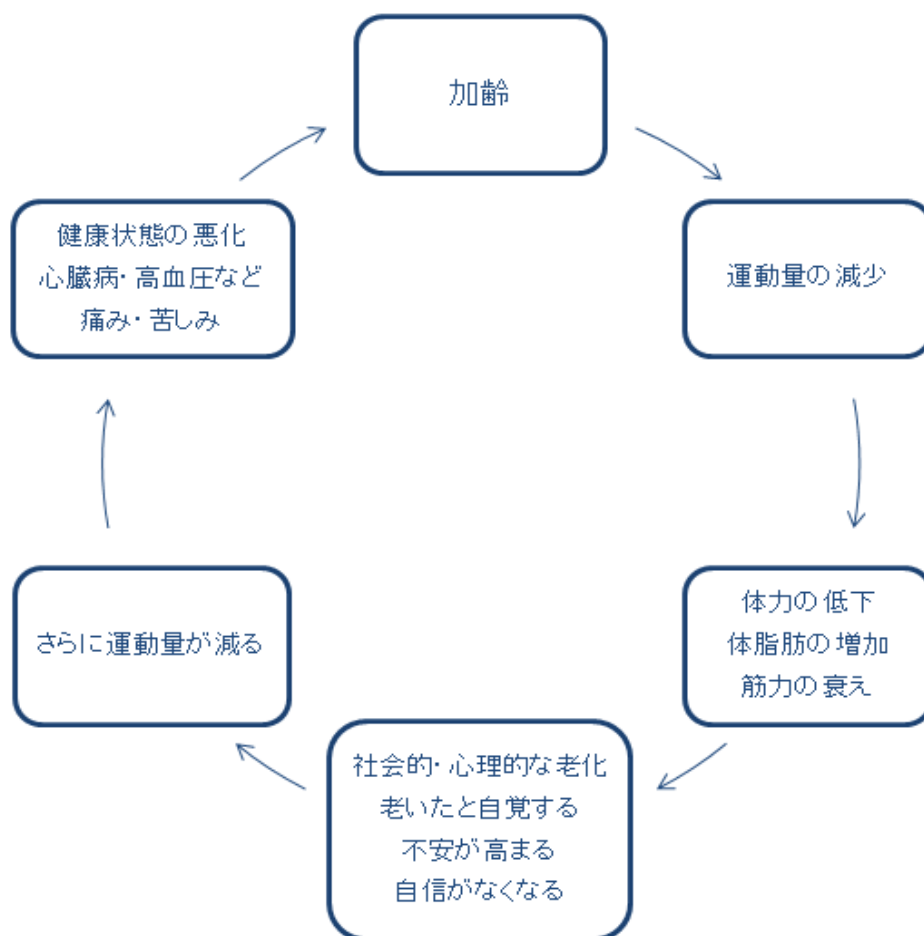 加齢
運動量の減少
体力の低下
体脂肪の増加
筋力の衰え
社会的・心理的な老化
老いたと自覚する
不安が高まる
自信がなくなる
さらに運動量が減る
健康状態の悪化
心臓病・高血圧など
痛み・苦しみ